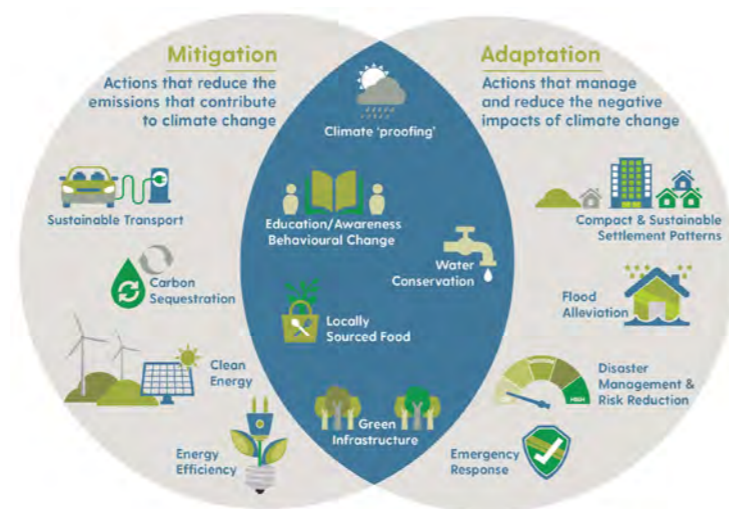 Mitigation
Actions that reduce the
emissions that contribute
to climate change
Sustainable Transport
Carbon
Sequestration
Clean
Energy
Energy
Efficiency
Climate 'proofing'
Education/Awareness
Behavioural Change
Water
Conservation
Locally
Sourced Food
Green
Infrastructure
Adaptation
Actions that manage
and reduce the negative
impacts of climate change
Compact & Sustainable
Settlement Patterns
Flood
Alleviation
Disaster
Management &
Risk Reduction
HIGH
Emergency
Response